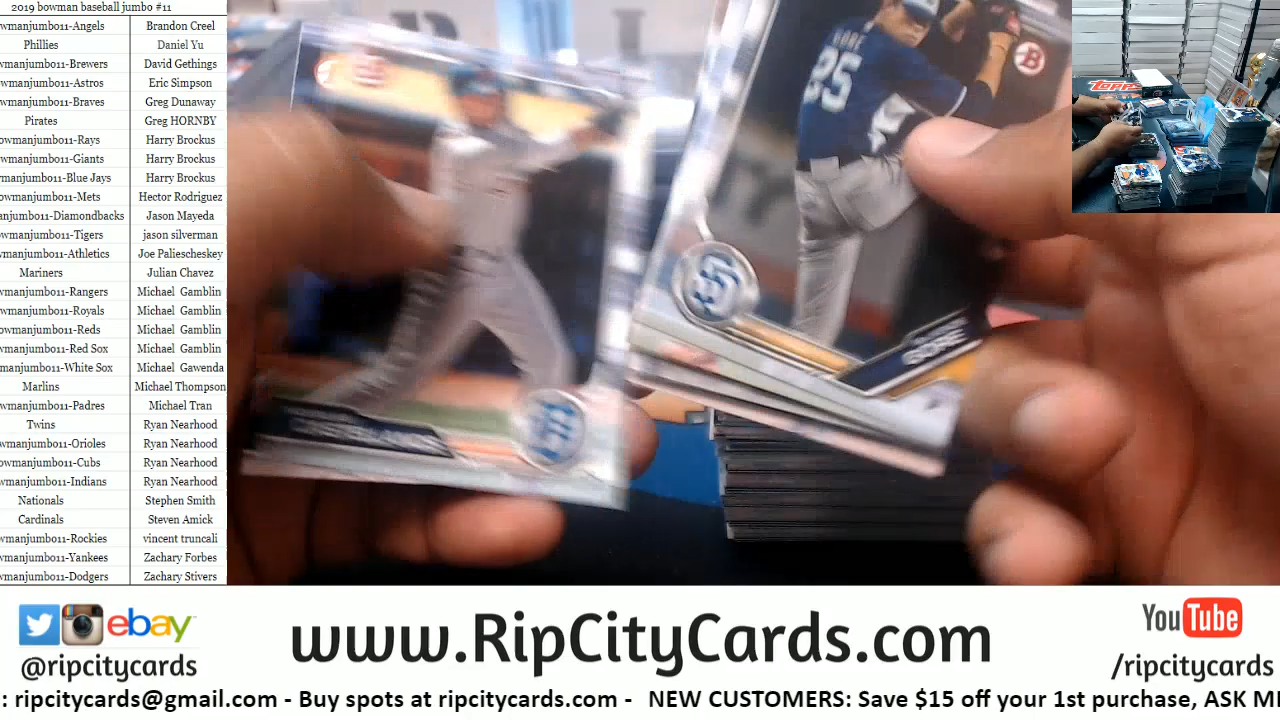 2019 bowman baseball jumbo #11
wmanjumbo11-Angels Brandon Creel
Phillies Daniel Yu
wmanjumbo11-Brewers David Gethings
owmanjumbo11-Astros Eric Simpson
wmanjumbo11-Braves Greg Dunaway
Pirates Greg HORNBY
owmanjumbo11-Rays Harry Brockus
owmanjumbo11-Giants Harry Brockus
wmanjumbo11-Blue Jays Harry Brockus
owmanjumbo11-Mets Hector Rodriguez
anjumbo11-Diamondbacks Jason Mayeda
owmanjumbo11-Tigers jason silverman
wmanjumbo11-Athletics Joe Paliescheskey
Mariners Julian Chavez
wmanjumbo11-Rangers Michael Gamblin
wmanjumbo11-Royals Michael Gamblin
owmanjumbo11-Reds Michael Gamblin
wmanjumbo11-Red Sox Michael Gamblin
manjumbo11-White Sox Michael Gawenda
Marlins Michael Thompson
wmanjumbo11-Padres Michael Tran
Twins Ryan Nearhood
wmanjumbo11-Orioles Ryan Nearhood
owmanjumbo11-Cubs Ryan Nearhood
wmanjumbo11-Indians Ryan Nearhood
Nationals Stephen Smith
Cardinals Steven Amick
wmanjumbo11-Rockies vincent truncali
wmanjumbo11-Yankees Zachary Forbes
wmanjumbo11-Dodgers Zachary Stivers
GORE
B
SD
topps
ebay
@ripcitycards
www.RipCityCards.com
YouTube
/ripcitycards
: ripcitycards@gmail.com - Buy spots at ripcitycards.com - NEW CUSTOMERS: Save $15 off your 1st purchase, ASK M